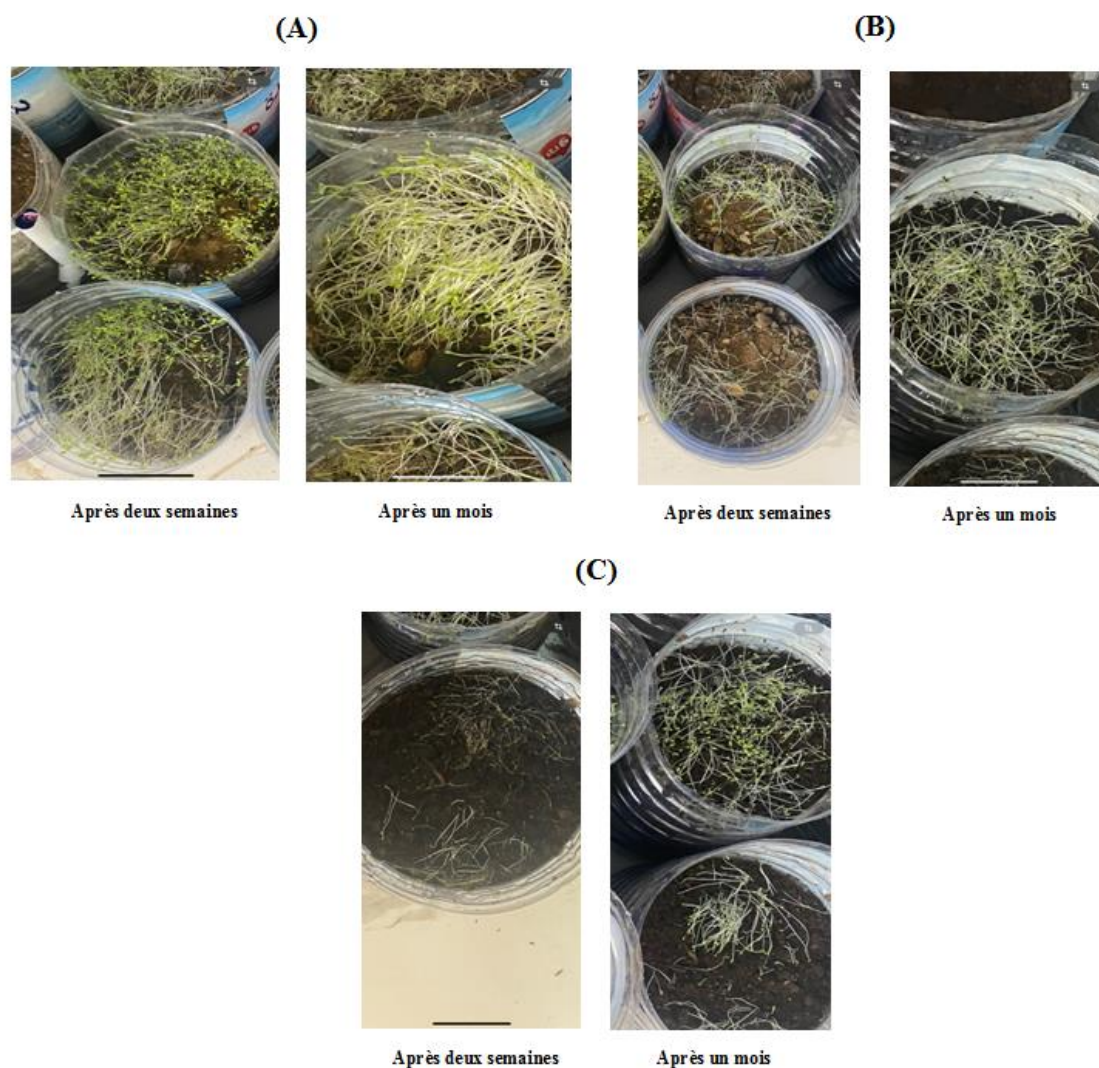 (A)
(B)
Après deux semaines
Après un mois
Après deux semaines
Après un mois
(C)
Après deux semaines
Après un mois